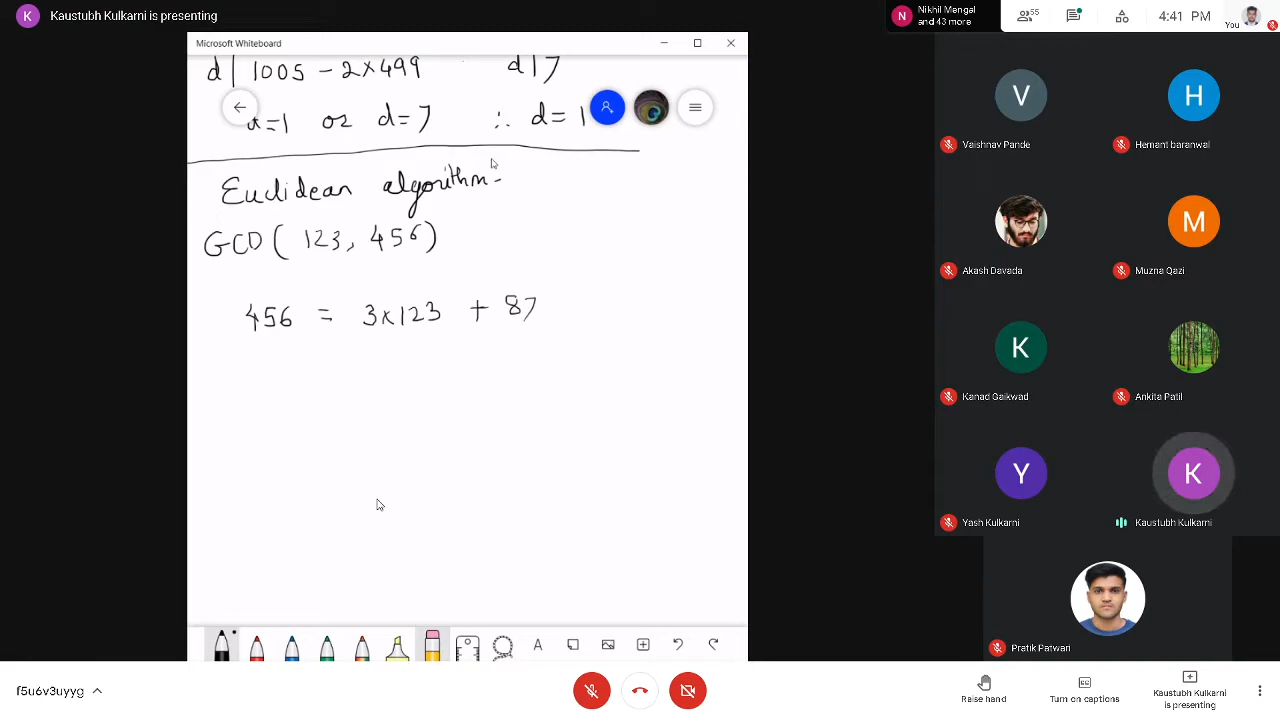 K Kaustubh Kulkarni is presenting
N Nikhil Mengel
and 43 more
55
4:41 PM
You
Microsoft Whiteboard
d | 1005 - 2x499 d | 7
d=1 or d=7 ∴ d=1
Euclidean algorithm-
GCD ( 123, 456)
456 = 3x123 + 87
V H
Vaishnav Pande Hemant baranwal
M
Akash Davada Muzna Qazi
K
Kanad Gaikwad Ankita Patil
Y K
Yash Kulkarni Kaustubh Kulkarni
Pratik Patwari
A
f5u6v3uyyg
Raise hand Turn on captions Kaustubh Kulkarni
is presenting